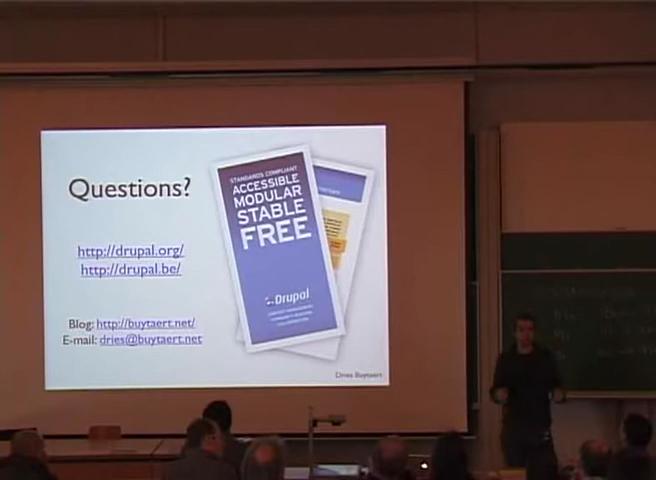 Questions?
http://drupal.org/
http://drupal.be/
Blog: http://buytaert.net/
E-mail: dries@buytaert.net
STANDARDS COMPLIANT
ACCESSIBLE
MODULAR
STABLE
FREE
Drupal
Dries Buytaert